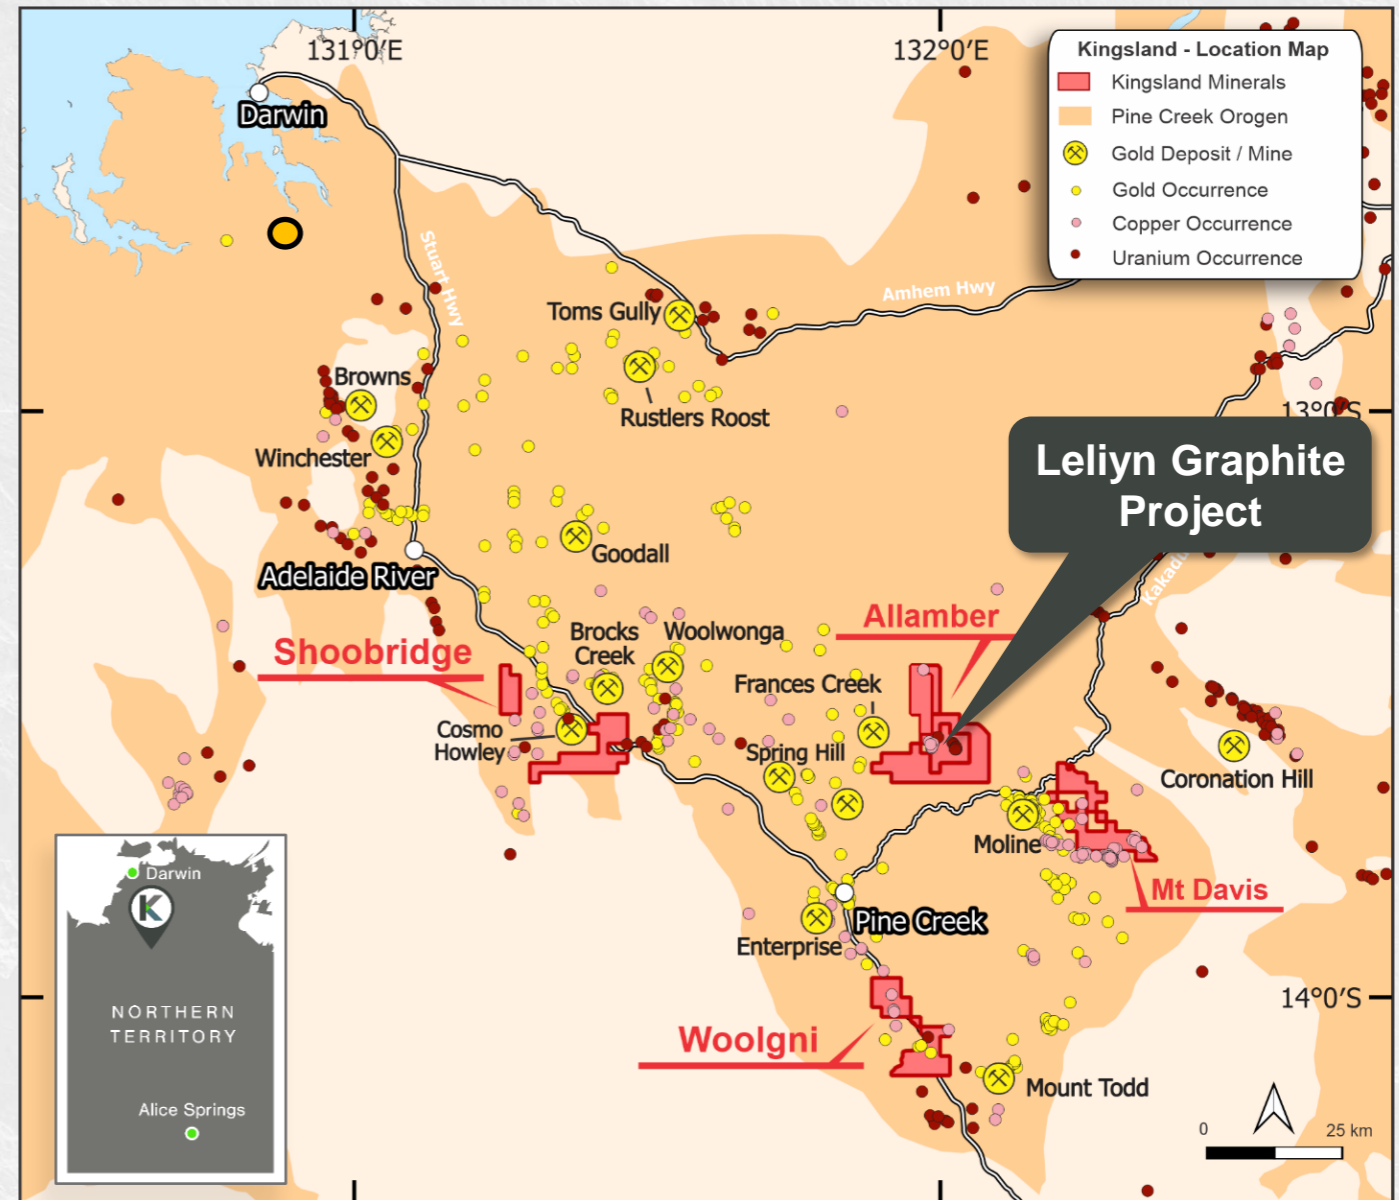 131°0'E
132°0'E
Kingsland - Location Map
Kingsland Minerals
Pine Creek Orogen
Gold Deposit / Mine
Gold Occurrence
Copper Occurrence
Uranium Occurrence
Darwin
Stuart Hwy
Arnhem Hwy
Toms Gully
Rustlers Roost
Browns
Winchester
13°0'S
Leliyn Graphite
Project
Goodall
Adelaide River
Kakadu
Shoobridge
Brocks
Creek
Woolwonga
Allamber
Frances Creek
Cosmo
Howley
Spring Hill
Coronation Hill
Moline
Mt Davis
Pine Creek
Enterprise
14°0'S
Woolgni
Mount Todd
Darwin
K
NORTHERN
TERRITORY
Alice Springs
0 25 km